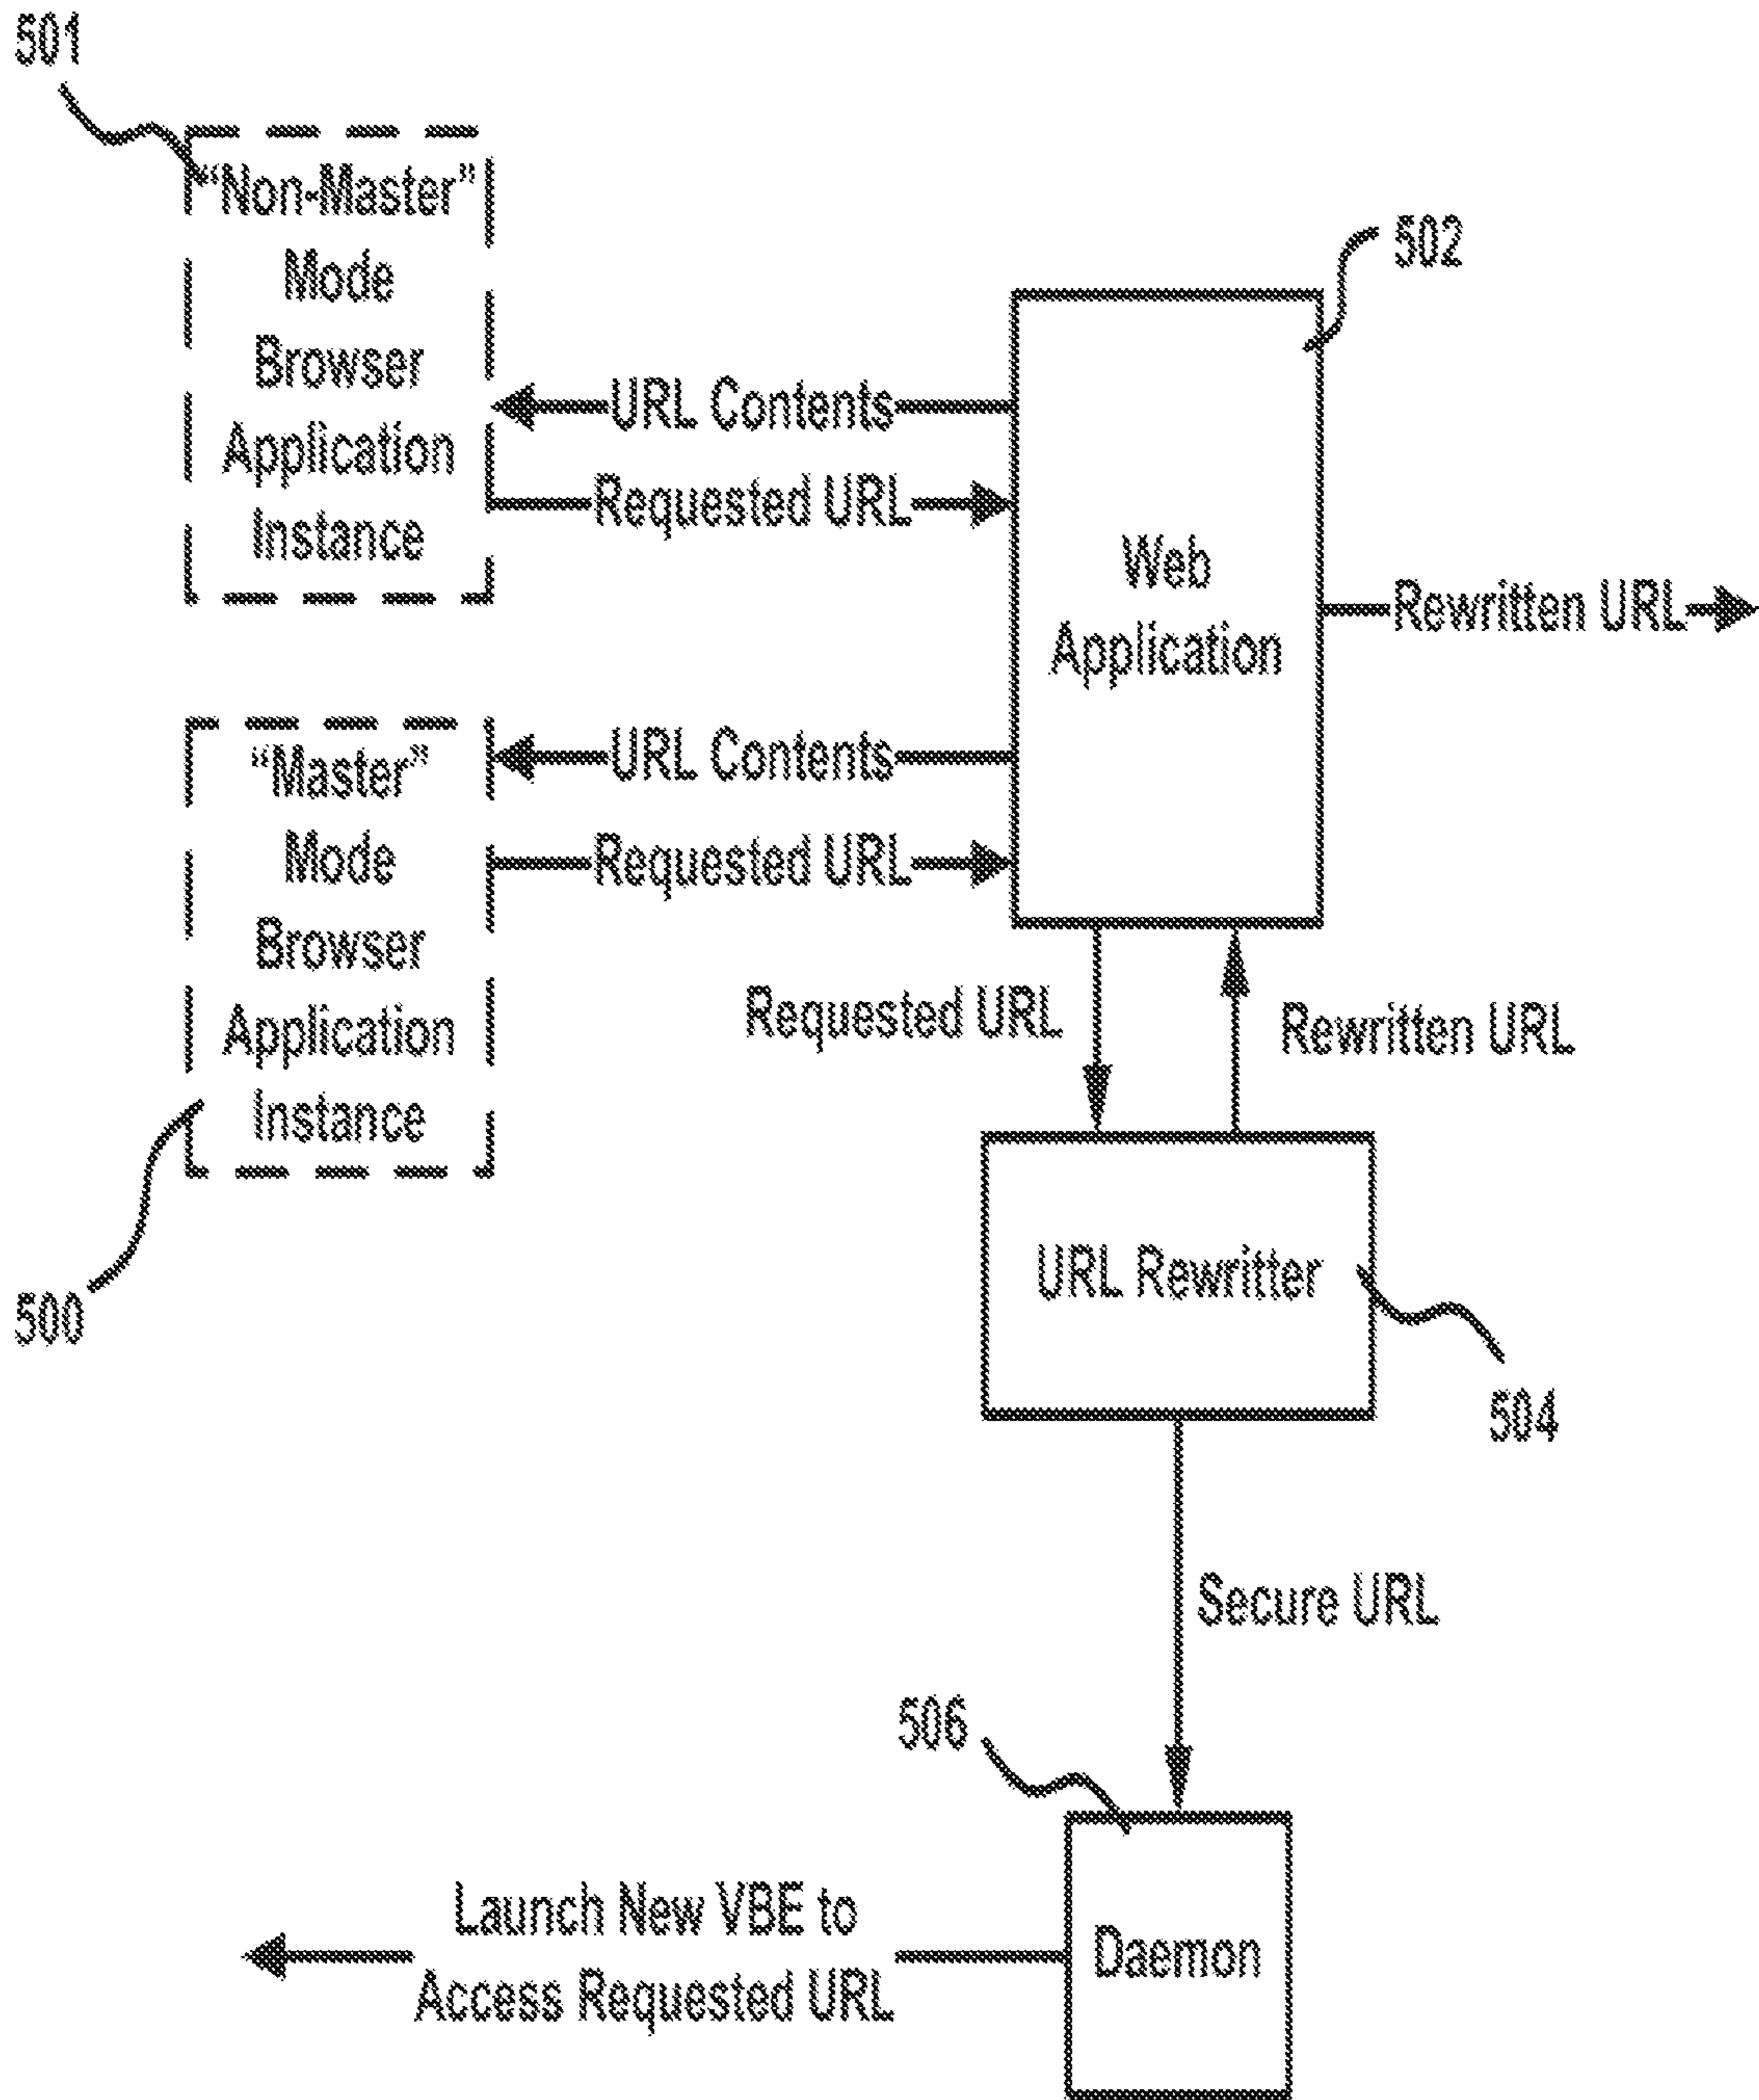 501
“Non-Master”
Mode
Browser
Application
Instance
502
URL Contents
Requested URL
Web
Application
Rewritten URL
“Master”
Mode
Browser
Application
Instance
URL Contents
Requested URL
Requested URL
Rewritten URL
500
URL Rewritter
504
Secure URL
506
Launch New VBE to
Access Requested URL
Daemon